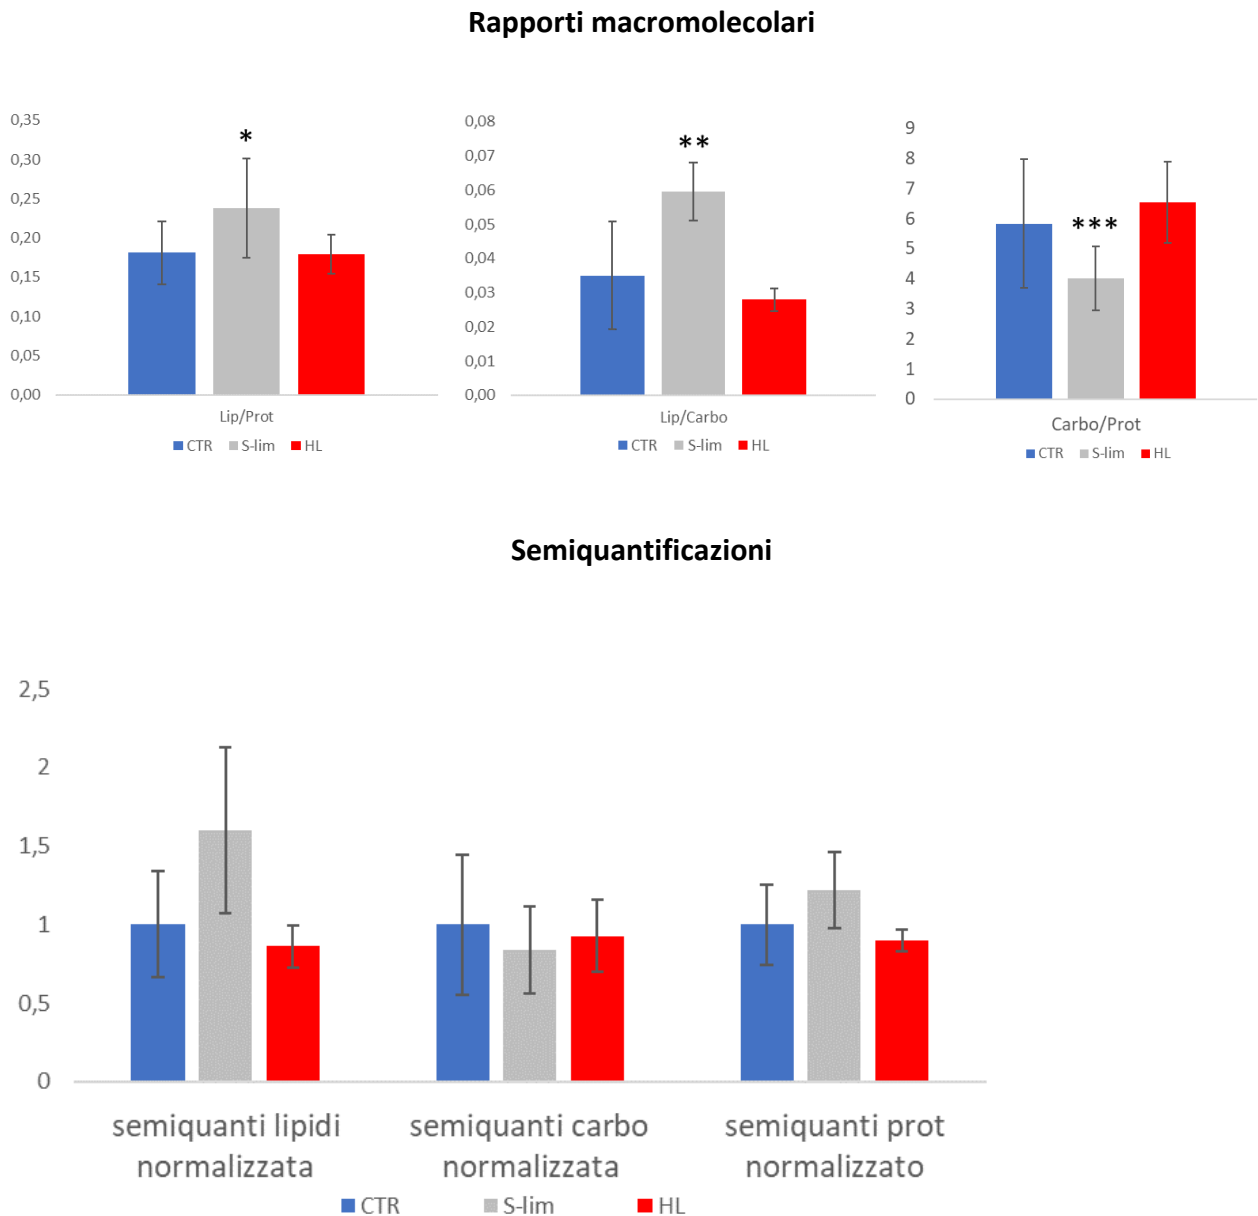 Rapporti macromolecolari
0,35
0,30
0,25
0,20
0,15
0,10
0,05
0,00
*
Lip/Prot
CTR S-lim HL
0,08
0,07
0,06
0,05
0,04
0,03
0,02
0,01
0,00
**
Lip/Carbo
CTR S-lim HL
9
8
7
6
5
4
3
2
1
0
***
Carbo/Prot
CTR S-lim HL
Semiquantificazioni
2,5
2
1,5
1
0,5
0
semiquanti lipidi
normalizzata
semiquanti carbo
normalizzata
semiquanti prot
normalizzato
CTR S-lim HL